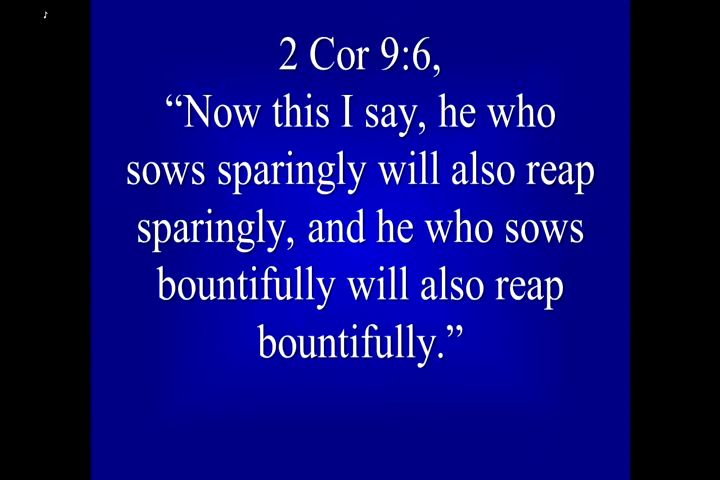 2 Cor 9:6,
“Now this I say, he who
sows sparingly will also reap
sparingly, and he who sows
bountifully will also reap
bountifully.”